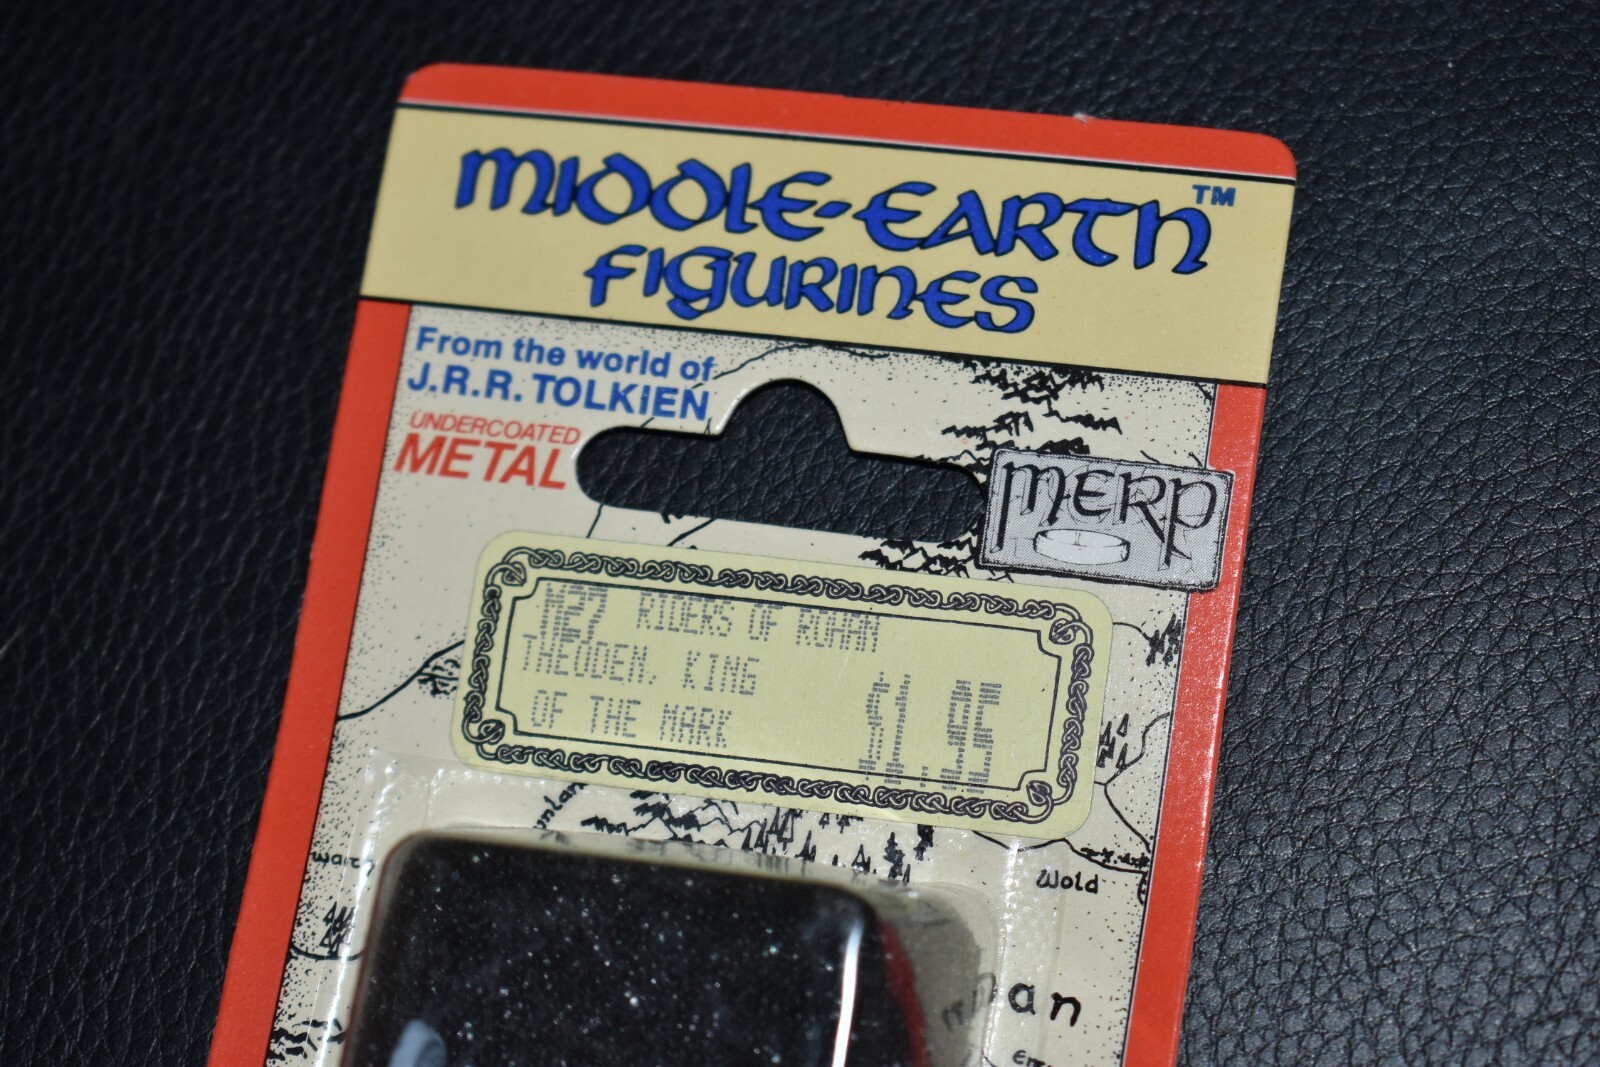 MIDDLE-EARTH™
FIGURINES
From the world of
J.R.R. TOLKIEN
UNDERCOATED
METAL
MERP
M27 RIDERS OF ROHAN
THEODEN, KING
OF THE MARK
$1.95
Wold
an